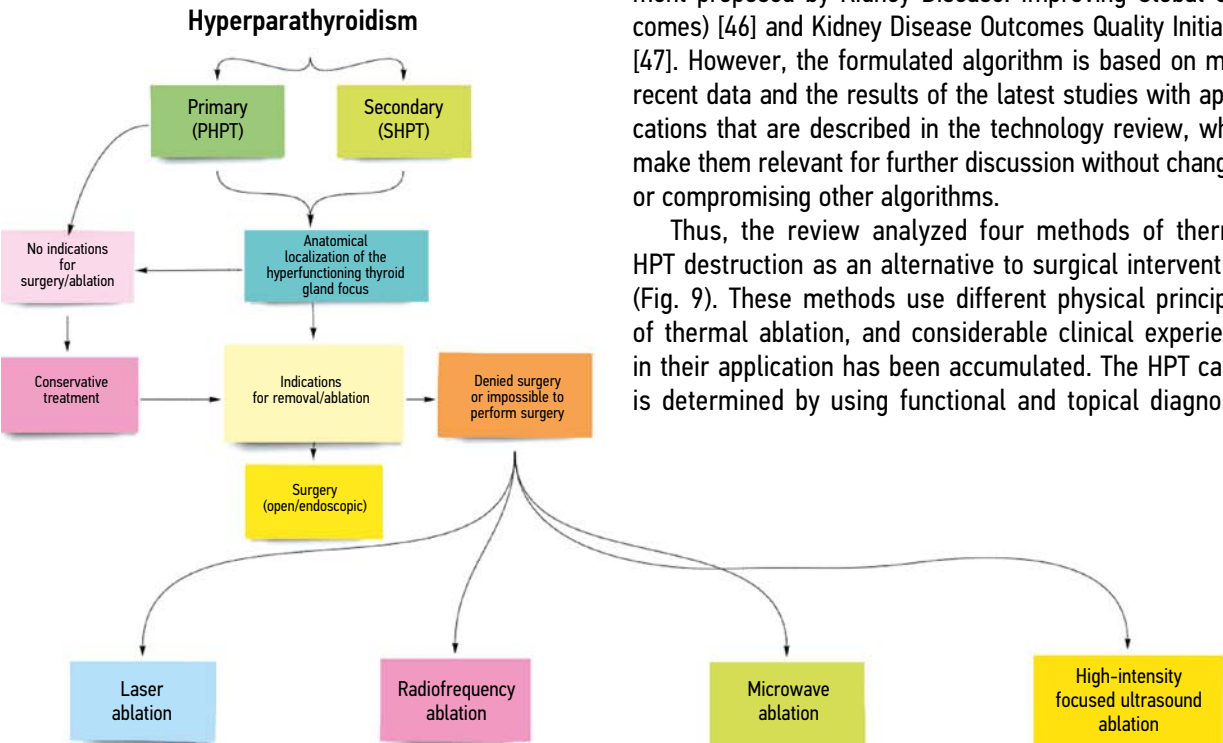 Hyperparathyroidism
Primary
(PHPT)
Secondary
(SHPT)
No indications
for
surgery/ablation
Anatomical
localization of the
hyperfunctioning thyroid
gland focus
Conservative
treatment
Indications
for removal/ablation
Denied surgery
or impossible to
perform surgery
Surgery
(open/endoscopic)
Laser
ablation
Radiofrequency
ablation
Microwave
ablation
High-intensity
focused ultrasound
ablation
ment proposed by Kidney Disease: Improving Global
comes) [46] and Kidney Disease Outcomes Quality Initia
[47]. However, the formulated algorithm is based on m
recent data and the results of the latest studies with ap
cations that are described in the technology review, wh
make them relevant for further discussion without chang
or compromising other algorithms.
Thus, the review analyzed four methods of therm
HPT destruction as an alternative to surgical intervent
(Fig. 9). These methods use different physical princip
of thermal ablation, and considerable clinical experie
in their application has been accumulated. The HPT ca
is determined by using functional and topical diagno